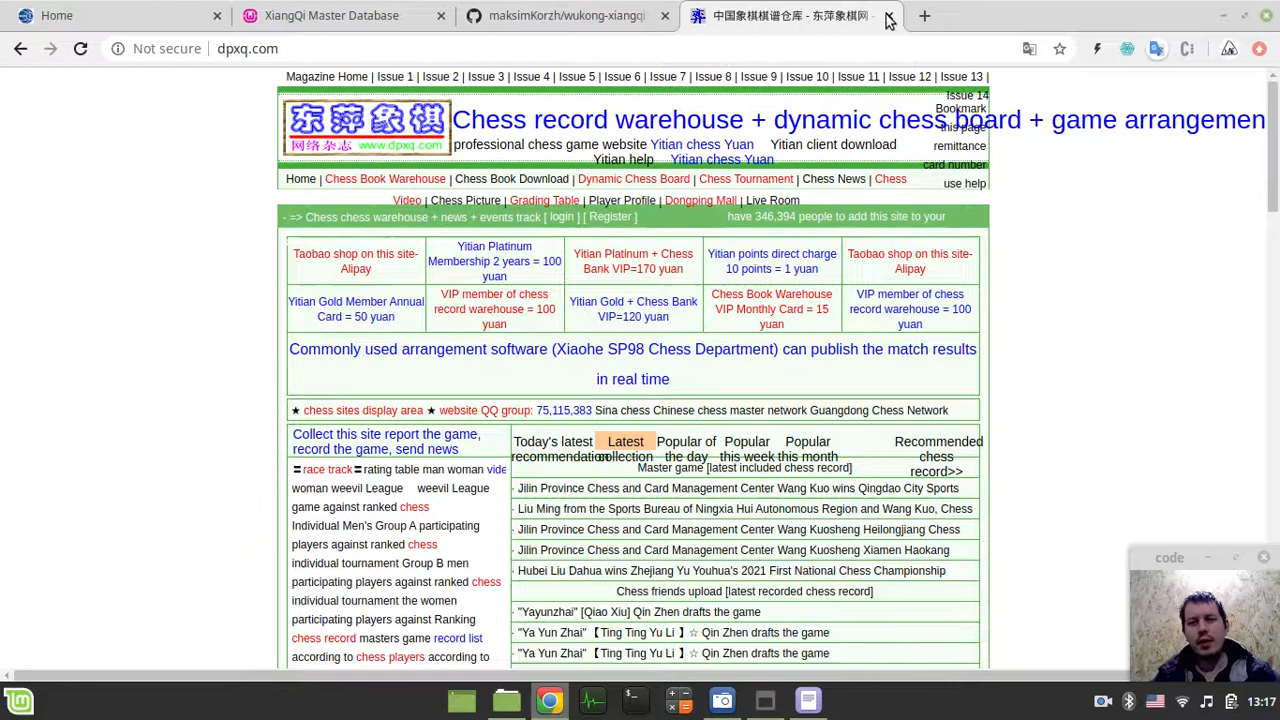 Home
XiangQi Master Database
maksimKorzh/wukong-xiangqi
中国象棋棋谱仓库 - 东萍象棋网 -
Not secure | dpxq.com
Magazine Home | Issue 1 | Issue 2 | Issue 3 | Issue 4 | Issue 5 | Issue 6 | Issue 7 | Issue 8 | Issue 9 | Issue 10 | Issue 11 | Issue 12 | Issue 13 |
Issue 14
Bookmark
this page
remittance
card number
use help
东萍象棋
网络杂志 www.dpxq.com
Chess record warehouse + dynamic chess board + game arrangemen
professional chess game website Yitian chess Yuan Yitian client download
Yitian help Yitian chess Yuan
Home | Chess Book Warehouse | Chess Book Download | Dynamic Chess Board | Chess Tournament | Chess News | Chess
Video | Chess Picture | Grading Table | Player Profile | Dongping Mall | Live Room
- => Chess chess warehouse + news + events track [ login ] [ Register ] have 346,394 people to add this site to your
Taobao shop on this site-
Alipay
Yitian Platinum
Membership 2 years = 100
yuan
Yitian Platinum + Chess
Bank VIP=170 yuan
Yitian points direct charge
10 points = 1 yuan
Taobao shop on this site-
Alipay
Yitian Gold Member Annual
Card = 50 yuan
VIP member of chess
record warehouse = 100
yuan
Yitian Gold + Chess Bank
VIP=120 yuan
Chess Book Warehouse
VIP Monthly Card = 15
yuan
VIP member of chess
record warehouse = 100
yuan
Commonly used arrangement software (Xiaohe SP98 Chess Department) can publish the match results
in real time
★ chess sites display area ★ website QQ group: 75,115,383 Sina chess Chinese chess master network Guangdong Chess Network
Collect this site report the game,
record the game, send news
〓race track〓rating table man woman vide
woman weevil League weevil League
game against ranked chess
Individual Men's Group A participating
players against ranked chess
individual tournament Group B men
participating players against ranked chess
individual tournament the women
participating players against Ranking
chess record masters game record list
according to chess players according to
Today's latest
recommendation
Latest
collection
Popular of
the day
Popular
this week
Popular
this month
Recommended
chess
record>>
Master game [latest included chess record]
· Jilin Province Chess and Card Management Center Wang Kuo wins Qingdao City Sports
· Liu Ming from the Sports Bureau of Ningxia Hui Autonomous Region and Wang Kuo, Chess
· Jilin Province Chess and Card Management Center Wang Kuosheng Heilongjiang Chess
· Jilin Province Chess and Card Management Center Wang Kuosheng Xiamen Haokang
· Hubei Liu Dahua wins Zhejiang Yu Youhua's 2021 First National Chess Championship
Chess friends upload [latest recorded chess record]
· "Yayunzhai" [Qiao Xiu] Qin Zhen drafts the game
· "Ya Yun Zhai" 【Ting Ting Yu Li 】☆ Qin Zhen drafts the game
· "Ya Yun Zhai" 【Ting Ting Yu Li 】☆ Qin Zhen drafts the game
code
13:17